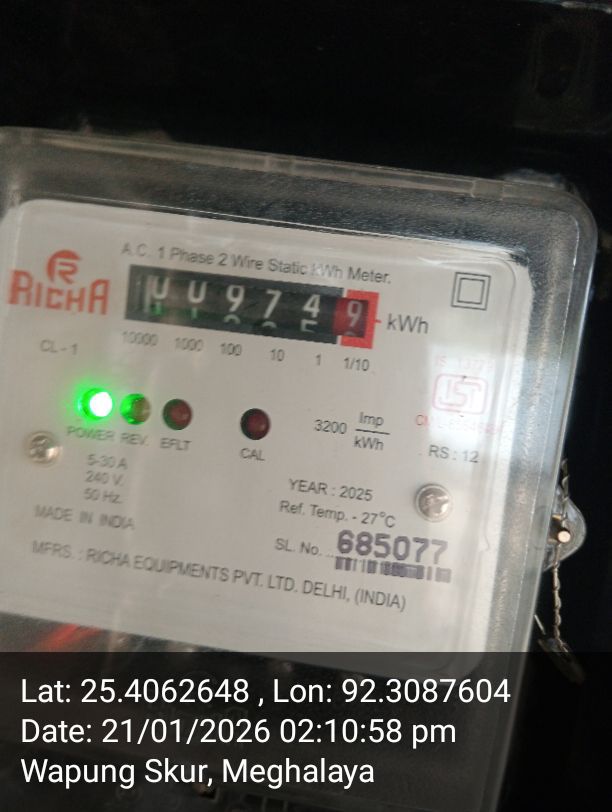 A.C. 1 Phase 2 Wire Static kWh Meter.
RICHA
009749 kWh
10000 1000 100 10 1 1/10
CL-1
POWER REV. EFLT CAL
3200 Imp/kWh
RS : 12
5-30 A
240 V.
50 Hz.
YEAR : 2025
Ref. Temp. - 27°C
MADE IN INDIA
SL. No. .. 685077
MFRS. : RICHA EQUIPMENTS PVT. LTD. DELHI, (INDIA)
Lat: 25.4062648 , Lon: 92.3087604
Date: 21/01/2026 02:10:58 pm
Wapung Skur, Meghalaya